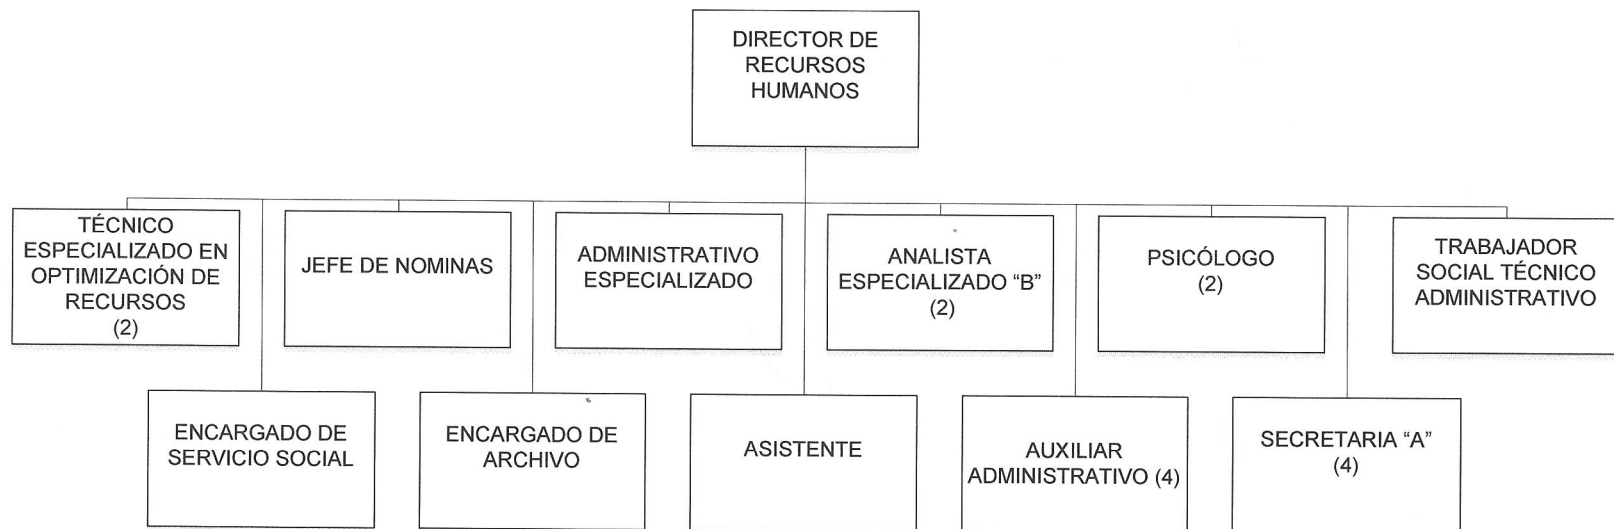 DIRECTOR DE
RECURSOS
HUMANOS
TÉCNICO
ESPECIALIZADO EN
OPTIMIZACIÓN DE
RECURSOS
(2)
JEFE DE NOMINAS
ADMINISTRATIVO
ESPECIALIZADO
ANALISTA
ESPECIALIZADO “B”
(2)
PSICÓLOGO
(2)
TRABAJADOR
SOCIAL TÉCNICO
ADMINISTRATIVO
ENCARGADO DE
SERVICIO SOCIAL
ENCARGADO DE
ARCHIVO
ASISTENTE
AUXILIAR
ADMINISTRATIVO (4)
SECRETARIA “A”
(4)